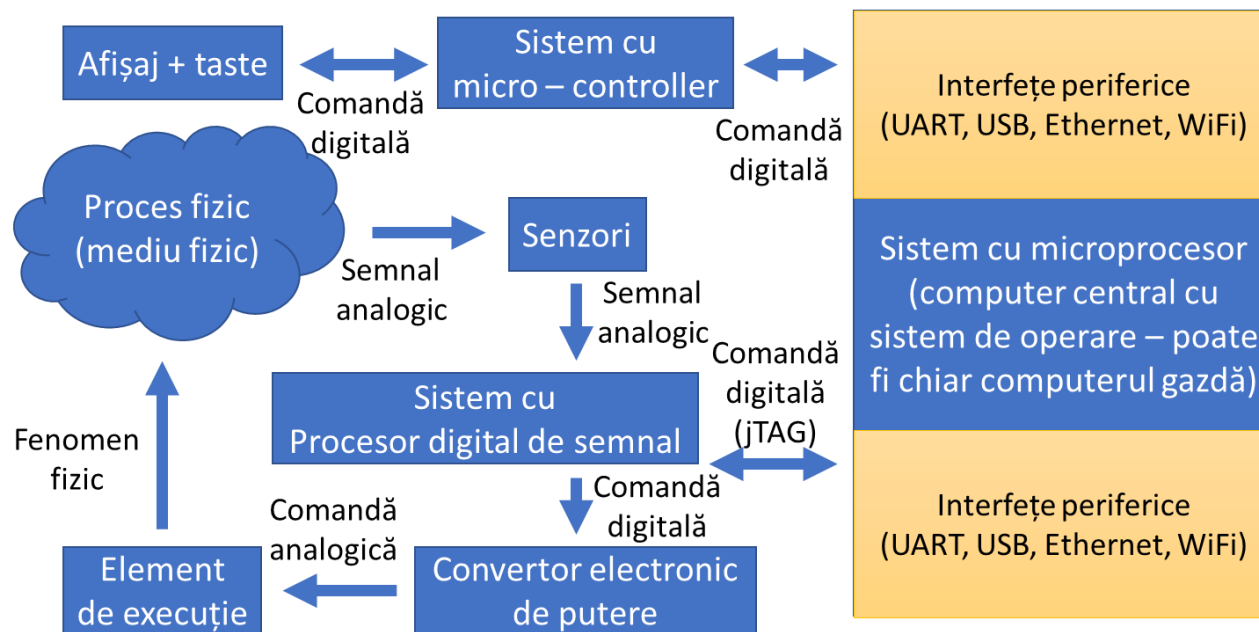 Afișaj + taste
Comandă
digitală
Sistem cu
micro – controller
Comandă
digitală
Interfețe periferice
(UART, USB, Ethernet, WiFi)
Proces fizic
(mediu fizic)
Semnal
analogic
Senzori
Semnal
analogic
Sistem cu microprocesor
(computer central cu
sistem de operare – poate
fi chiar computerul gazdă)
Comandă
digitală
(jTAG)
Sistem cu
Procesor digital de semnal
Fenomen
fizic
Comandă
analogică
Comandă
digitală
Interfețe periferice
(UART, USB, Ethernet, WiFi)
Element
de execuție
Convertor electronic
de putere